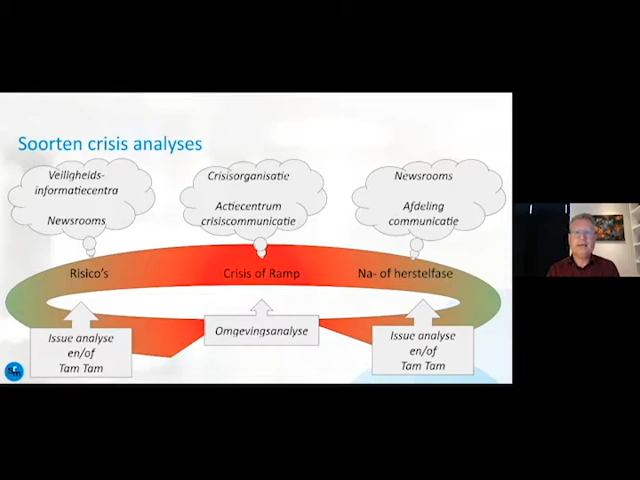 Soorten crisis analyses
Veiligheids-
informatiecentra
Newsrooms
Crisisorganisatie
Actiecentrum
crisiscommunicatie
Newsrooms
Afdeling
communicatie
Risico's
Crisis of Ramp
Na- of herstelfase
Issue analyse
en/of
Tam Tam
Omgevingsanalyse
Issue analyse
en/of
Tam Tam